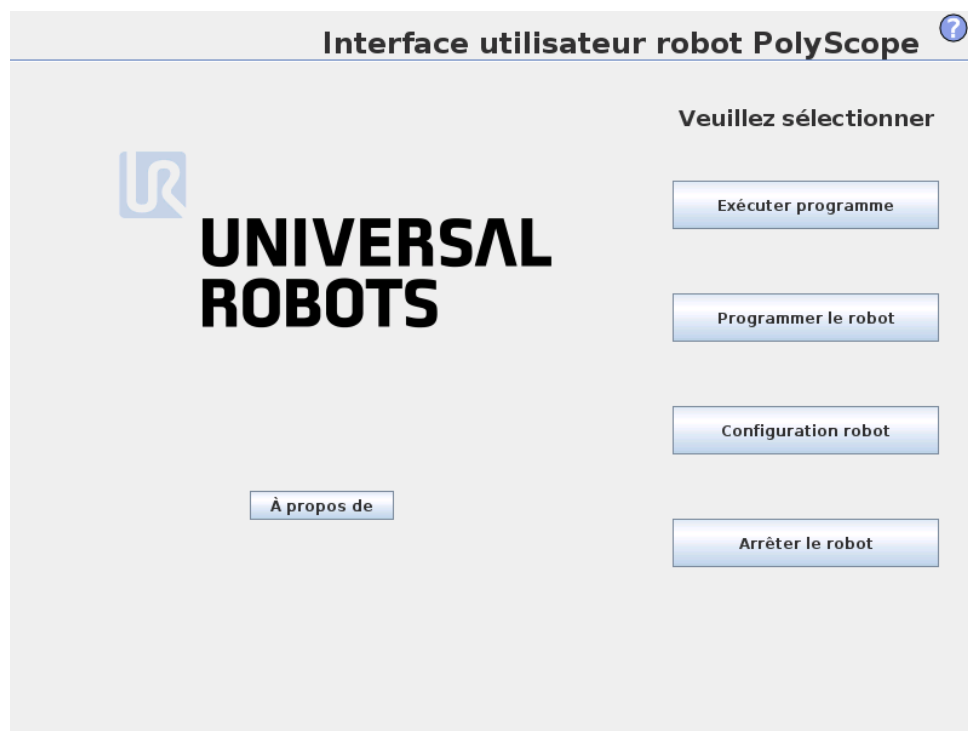 Interface utilisateur robot PolyScope
?
Veuillez sélectionner
UR
UNIVERSAL
ROBOTS
Exécuter programme
Programmer le robot
Configuration robot
À propos de
Arrêter le robot